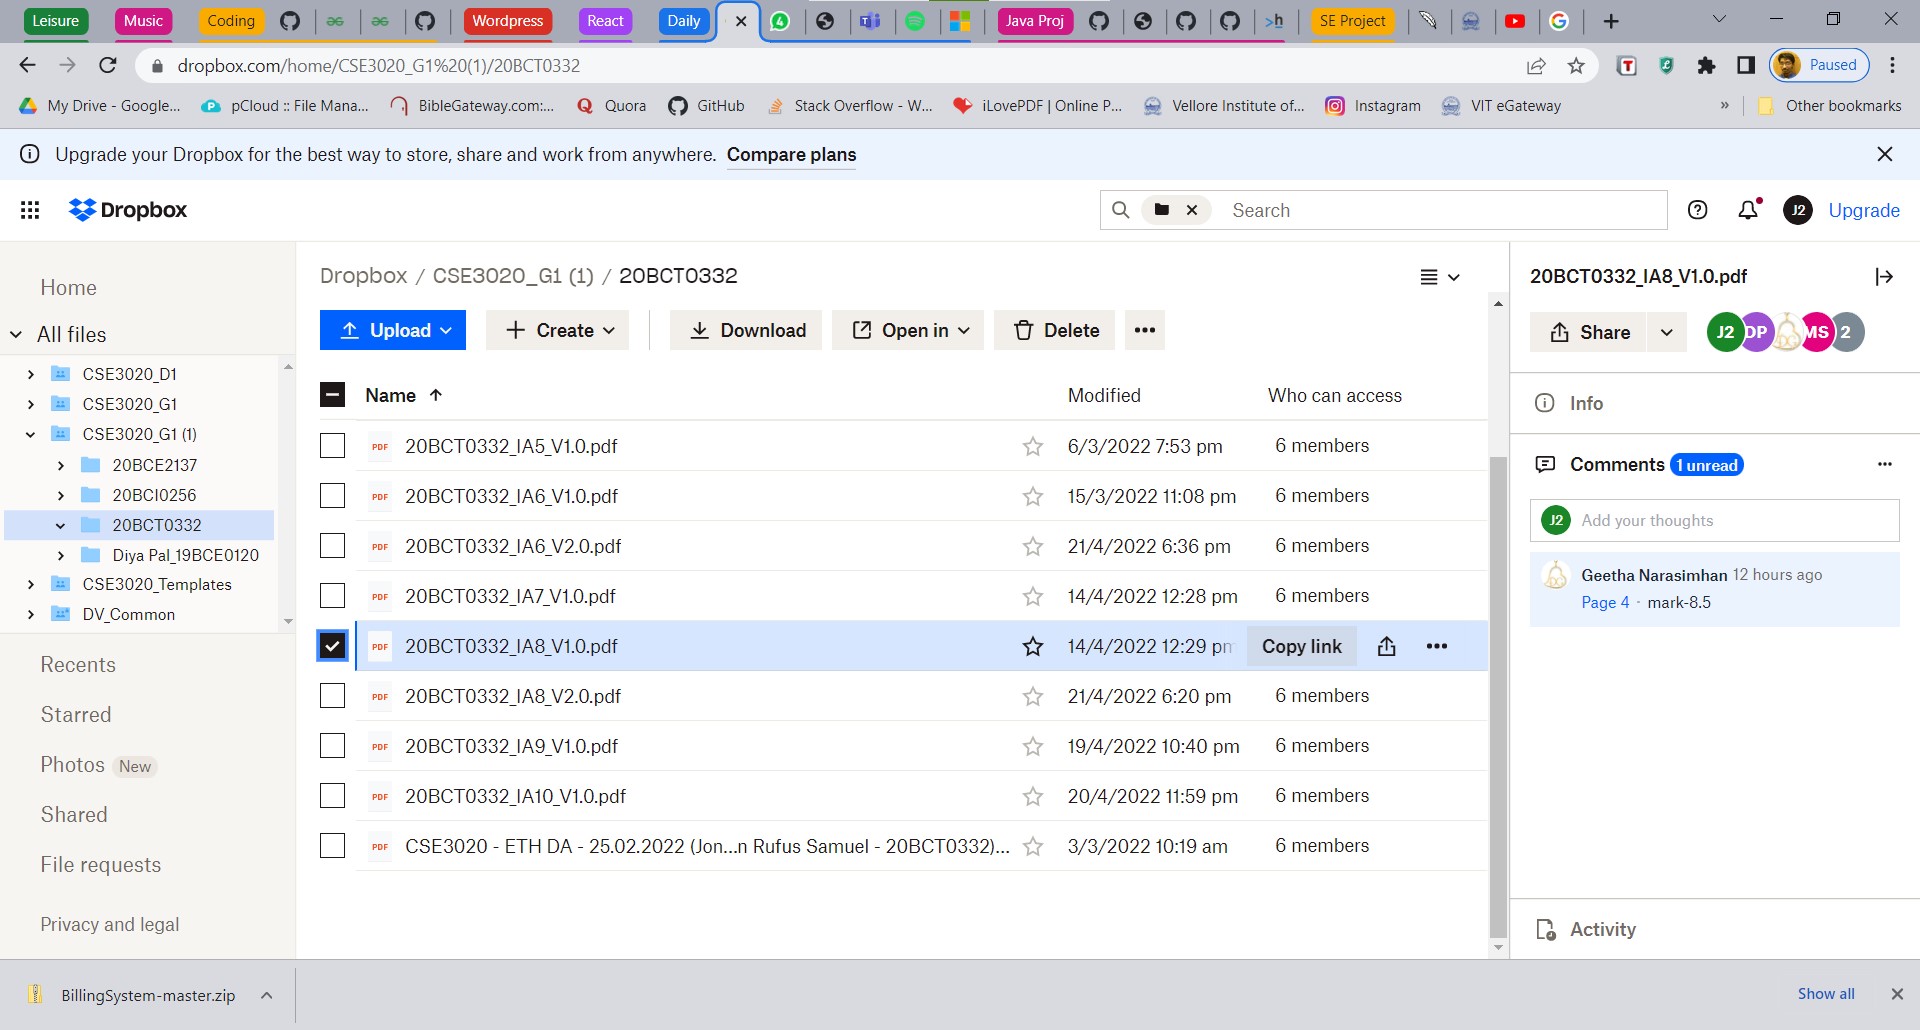 Leisure
Music
Coding
Wordpress
React
Daily
4
Java Proj
>h
SE Project
dropbox.com/home/CSE3020_G1%20(1)/20BCT0332
Paused
My Drive - Google...
pCloud :: File Mana...
BibleGateway.com:...
Quora
GitHub
Stack Overflow - W...
iLovePDF | Online P...
Vellore Institute of...
Instagram
VIT eGateway
»
Other bookmarks
Upgrade your Dropbox for the best way to store, share and work from anywhere. Compare plans
Dropbox
Search
J2
Upgrade
Home
All files
CSE3020_D1
CSE3020_G1
CSE3020_G1 (1)
20BCE2137
20BCI0256
20BCT0332
Diya Pal_19BCE0120
CSE3020_Templates
DV_Common
Recents
Starred
Photos New
Shared
File requests
Privacy and legal
Dropbox / CSE3020_G1 (1) / 20BCT0332
Upload
Create
Download
Open in
Delete
Name Modified Who can access
PDF 20BCT0332_IA5_V1.0.pdf 6/3/2022 7:53 pm 6 members
PDF 20BCT0332_IA6_V1.0.pdf 15/3/2022 11:08 pm 6 members
PDF 20BCT0332_IA6_V2.0.pdf 21/4/2022 6:36 pm 6 members
PDF 20BCT0332_IA7_V1.0.pdf 14/4/2022 12:28 pm 6 members
PDF 20BCT0332_IA8_V1.0.pdf 14/4/2022 12:29 pm Copy link
PDF 20BCT0332_IA8_V2.0.pdf 21/4/2022 6:20 pm 6 members
PDF 20BCT0332_IA9_V1.0.pdf 19/4/2022 10:40 pm 6 members
PDF 20BCT0332_IA10_V1.0.pdf 20/4/2022 11:59 pm 6 members
PDF CSE3020 - ETH DA - 25.02.2022 (Jon...n Rufus Samuel - 20BCT0332)... 3/3/2022 10:19 am 6 members
20BCT0332_IA8_V1.0.pdf
Share
J2 DP MS 2
Info
Comments 1 unread
J2 Add your thoughts
Geetha Narasimhan 12 hours ago
Page 4 · mark-8.5
Activity
BillingSystem-master.zip
Show all